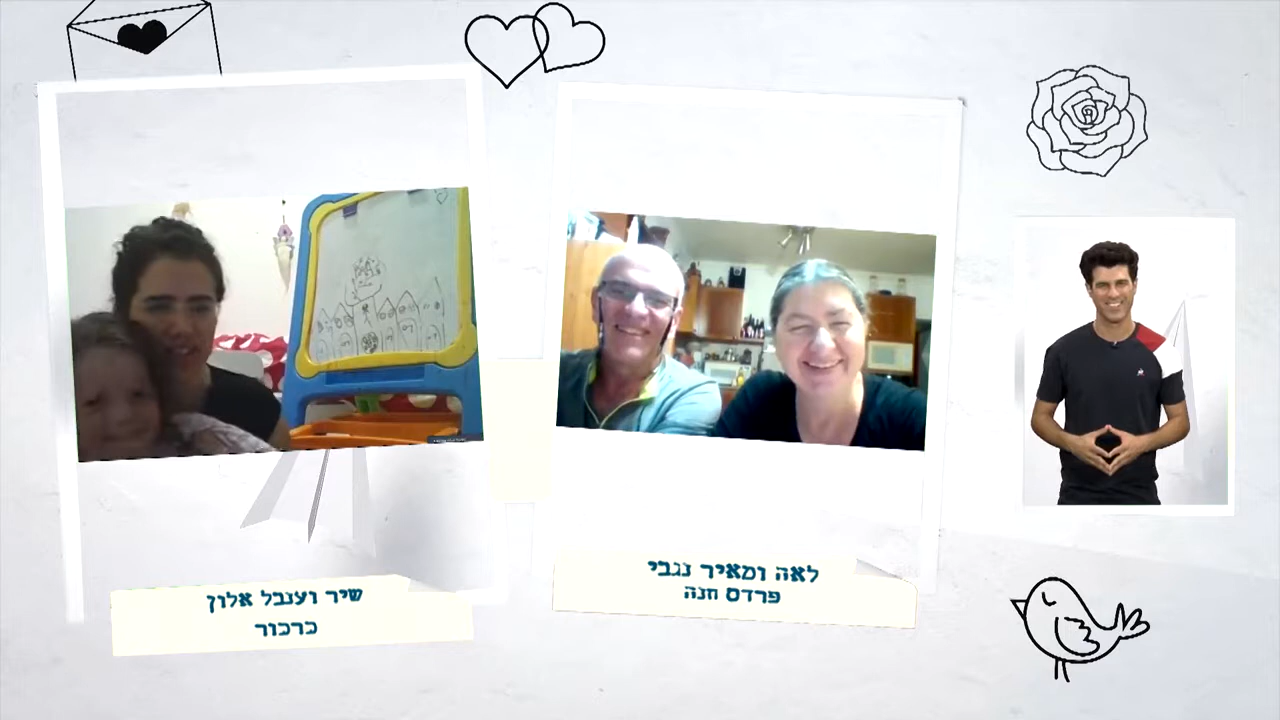 לאה ומאיר נגבי
פרדס חנה
שיר וענבל אלון
כרכור